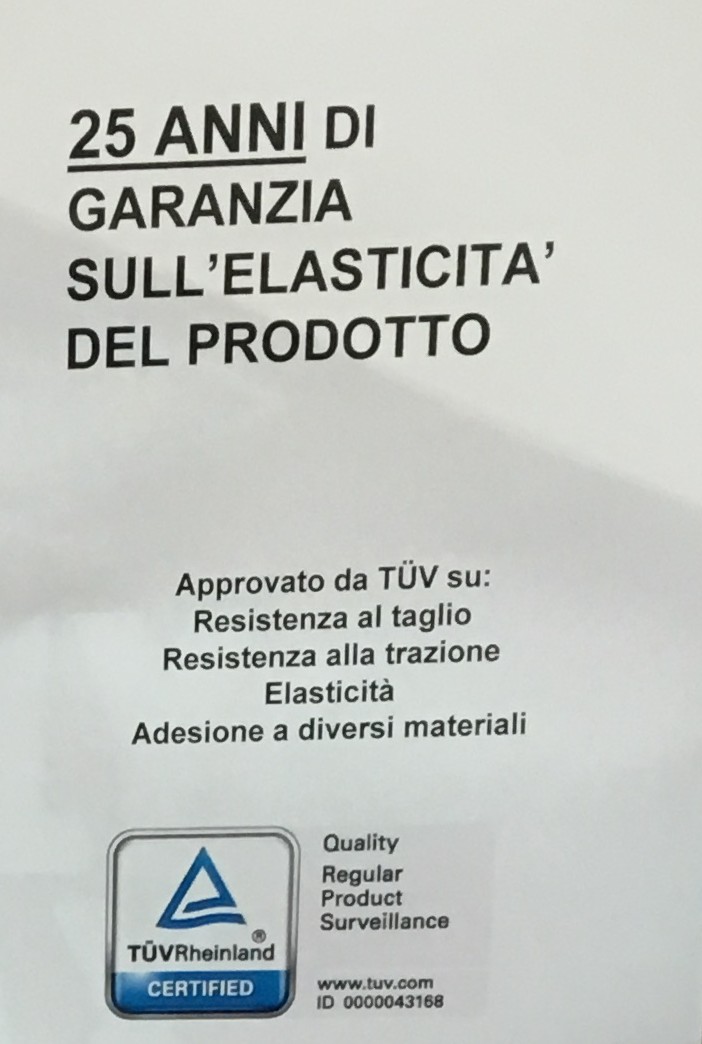 25 ANNI DI
GARANZIA
SULL'ELASTICITA'
DEL PRODOTTO
Approvato da TÜV su:
Resistenza al taglio
Resistenza alla trazione
Elasticità
Adesione a diversi materiali
TÜVRheinland®
CERTIFIED
Quality
Regular
Product
Surveillance
www.tuv.com
ID 0000043168